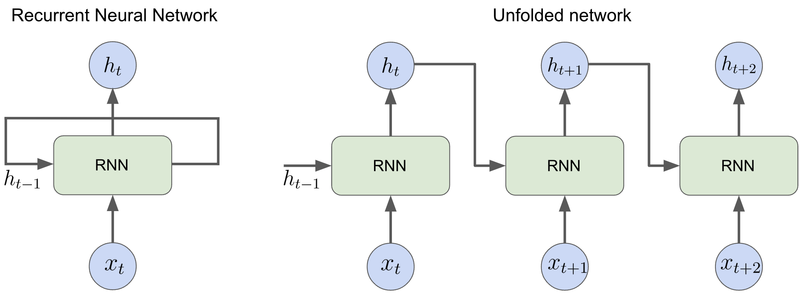 Recurrent Neural Network
Unfolded network
h_t
h_t
h_{t+1}
h_{t+2}
RNN
RNN
RNN
RNN
h_{t-1}
h_{t-1}
x_t
x_t
x_{t+1}
x_{t+2}